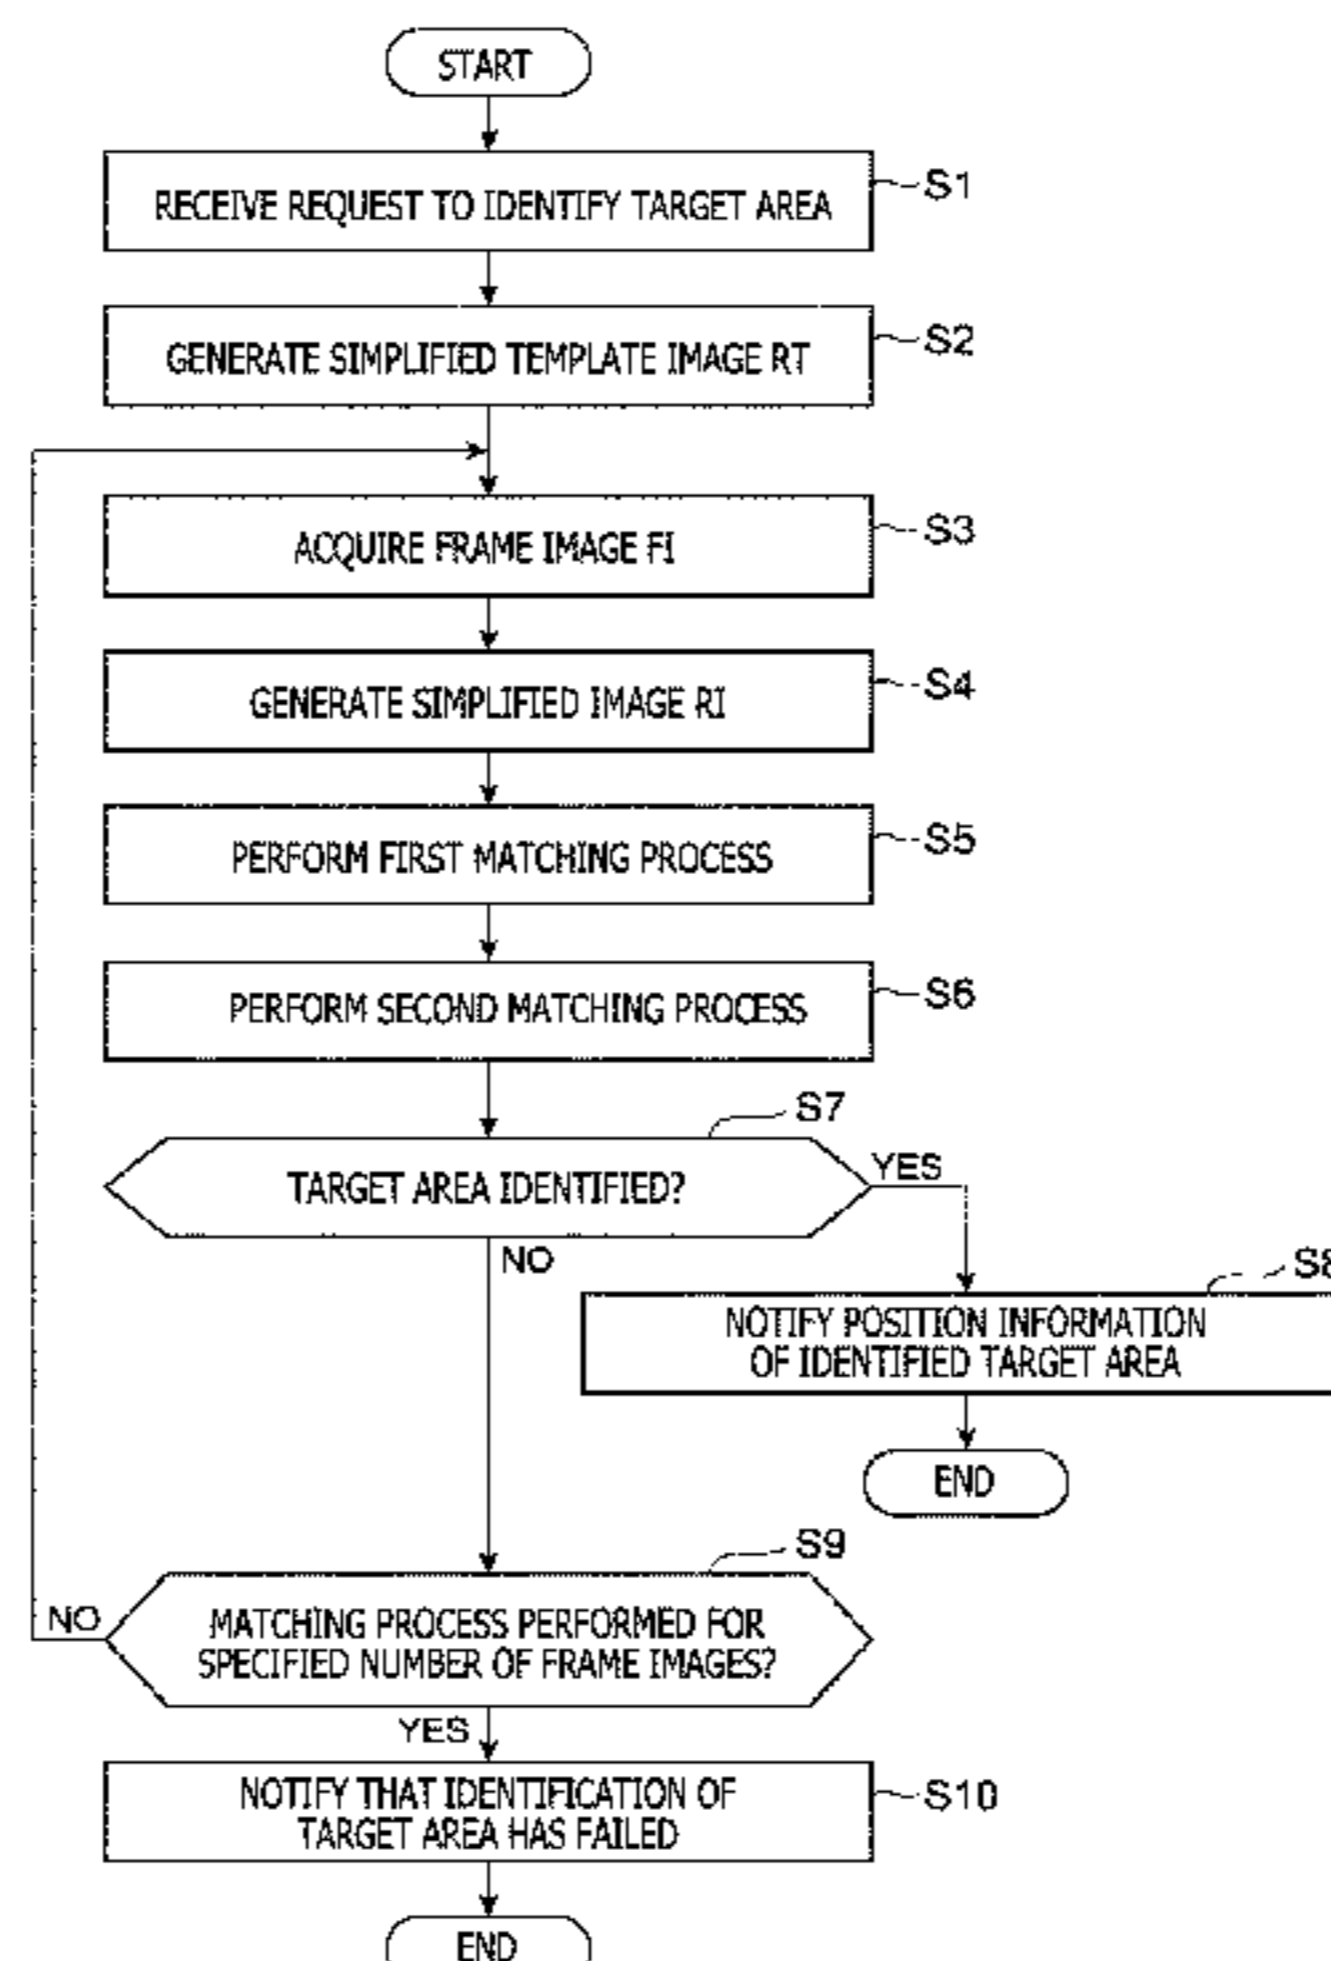 START
RECEIVE REQUEST TO IDENTIFY TARGET AREA
S1
GENERATE SIMPLIFIED TEMPLATE IMAGE RT
S2
ACQUIRE FRAME IMAGE FI
S3
GENERATE SIMPLIFIED IMAGE RI
S4
PERFORM FIRST MATCHING PROCESS
S5
PERFORM SECOND MATCHING PROCESS
S6
S7
TARGET AREA IDENTIFIED?
YES
NO
S8
NOTIFY POSITION INFORMATION
OF IDENTIFIED TARGET AREA
END
S9
MATCHING PROCESS PERFORMED FOR
SPECIFIED NUMBER OF FRAME IMAGES?
NO
YES
NOTIFY THAT IDENTIFICATION OF
TARGET AREA HAS FAILED
S10
END